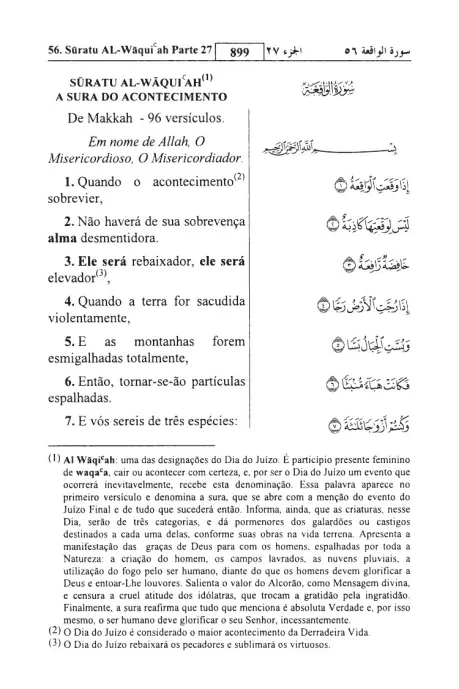 56. Sūratu AL-Wāquiᶜah Parte 27 899 الجزء ٢٧ سورة الواقعة ٥٦
SŪRATU AL-WĀQUIᶜAH(1)
A SURA DO ACONTECIMENTO
سُورَةُ الوَاقِعَةِ
De Makkah - 96 versículos.
Em nome de Allah, O
Misericordioso, O Misericordiador.
بِسْمِ اللَّهِ الرَّحْمَٰنِ الرَّحِيمِ
1. Quando o acontecimento(2)
sobrevier,
إِذَا وَقَعَتِ الْوَاقِعَةُ ١
2. Não haverá de sua sobrevença
alma desmentidora.
لَيْسَ لِوَقْعَتِهَا كَاذِبَةٌ ٢
3. Ele será rebaixador, ele será
elevador(3),
خَافِضَةٌ رَّافِعَةٌ ٣
4. Quando a terra for sacudida
violentamente,
إِذَا رُجَّتِ الْأَرْضُ رَجًّا ٤
5. E as montanhas forem
esmigalhadas totalmente,
وَبُسَّتِ الْجِبَالُ بَسًّا ٥
6. Então, tornar-se-ão partículas
espalhadas.
فَكَانَتْ هَبَاءً مُّنْبَثًّا ٦
7. E vós sereis de três espécies:
وَكُنتُمْ أَزْوَاجًا ثَلَاثَةً ٧
(1) Al Wāqiᶜah: uma das designações do Dia do Juízo. É particípio presente feminino
de waqaᶜa, cair ou acontecer com certeza, e, por ser o Dia do Juízo um evento que
ocorrerá inevitavelmente, recebe esta denominação. Essa palavra aparece no
primeiro versículo e denomina a sura, que se abre com a menção do evento do
Juízo Final e de tudo que sucederá então. Informa, ainda, que as criaturas, nesse
Dia, serão de três categorias, e dá pormenores dos galardões ou castigos
destinados a cada uma delas, conforme suas obras na vida terrena. Apresenta a
manifestação das graças de Deus para com os homens, espalhadas por toda a
Natureza: a criação do homem, os campos lavrados, as nuvens pluviais, a
utilização do fogo pelo ser humano, diante do que os homens devem glorificar a
Deus e entoar-Lhe louvores. Salienta o valor do Alcorão, como Mensagem divina,
e censura a cruel atitude dos idólatras, que trocam a gratidão pela ingratidão.
Finalmente, a sura reafirma que tudo que menciona é absoluta Verdade e, por isso
mesmo, o ser humano deve glorificar o seu Senhor, incessantemente.
(2) O Dia do Juízo é considerado o maior acontecimento da Derradeira Vida.
(3) O Dia do Juízo rebaixará os pecadores e sublimará os virtuosos.